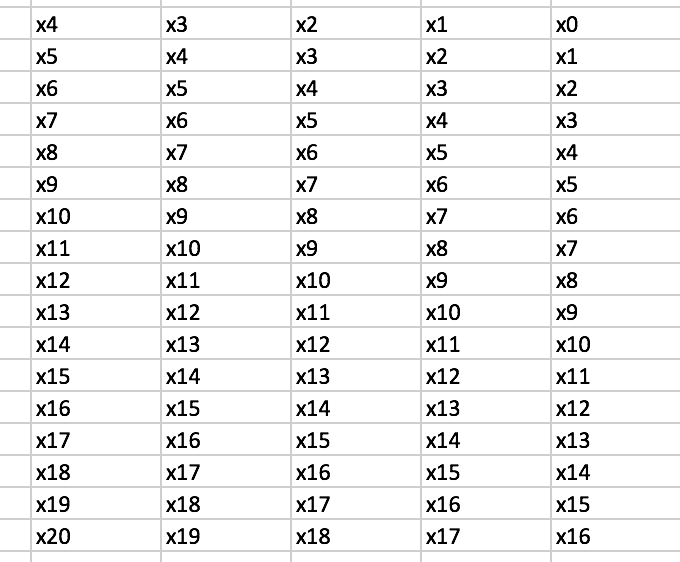 x4 x3 x2 x1 x0
x5 x4 x3 x2 x1
x6 x5 x4 x3 x2
x7 x6 x5 x4 x3
x8 x7 x6 x5 x4
x9 x8 x7 x6 x5
x10 x9 x8 x7 x6
x11 x10 x9 x8 x7
x12 x11 x10 x9 x8
x13 x12 x11 x10 x9
x14 x13 x12 x11 x10
x15 x14 x13 x12 x11
x16 x15 x14 x13 x12
x17 x16 x15 x14 x13
x18 x17 x16 x15 x14
x19 x18 x17 x16 x15
x20 x19 x18 x17 x16